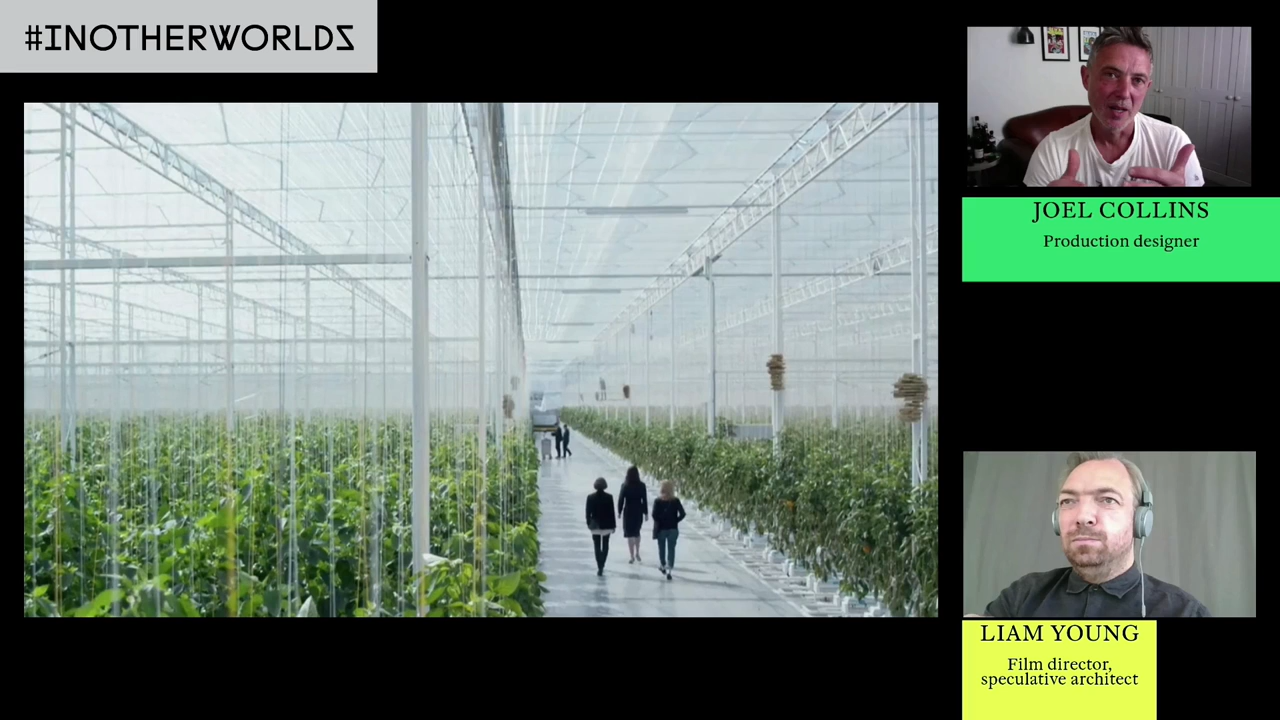 #INOTHERWORLDS
JOEL COLLINS
Production designer
LIAM YOUNG
Film director,
speculative architect